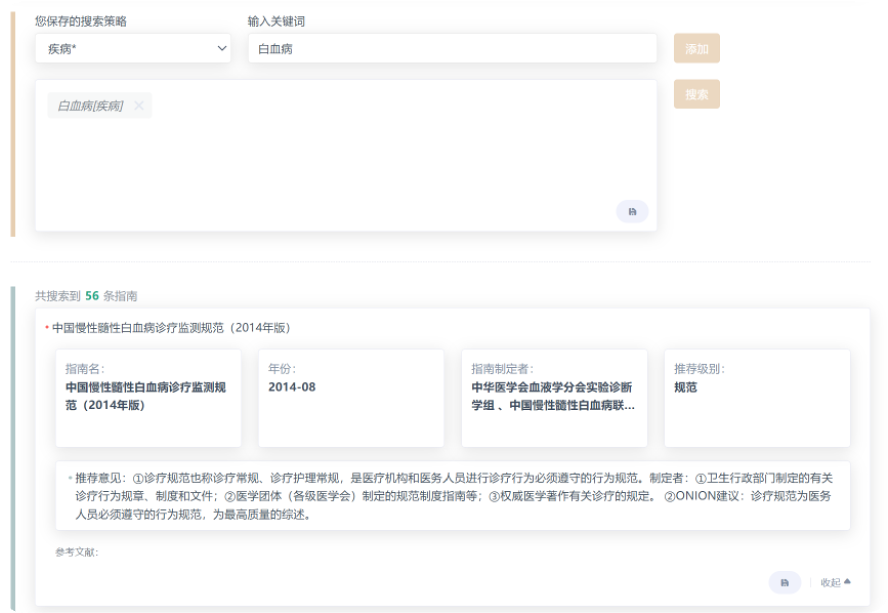 您保存的搜索策略
输入关键词
疾病*
白血病
添加
白血病[疾病] ×
搜索
共搜索到 56 条指南
中国慢性髓性白血病诊疗监测规范（2014年版）
指南名：
中国慢性髓性白血病诊疗监测规
范（2014年版）
年份：
2014-08
指南制定者：
中华医学会血液学分会实验诊断
学组 、中国慢性髓性白血病联...
推荐级别：
规范
推荐意见：①诊疗规范也称诊疗常规、诊疗护理常规，是医疗机构和医务人员进行诊疗行为必须遵守的行为规范。制定者：①卫生行政部门制定的有关
诊疗行为规章、制度和文件；②医学团体（各级医学会）制定的规范制度指南等；③权威医学著作有关诊疗的规定。 ②ONION建议：诊疗规范为医务
人员必须遵守的行为规范，为最高质量的综述。
参考文献：
收起